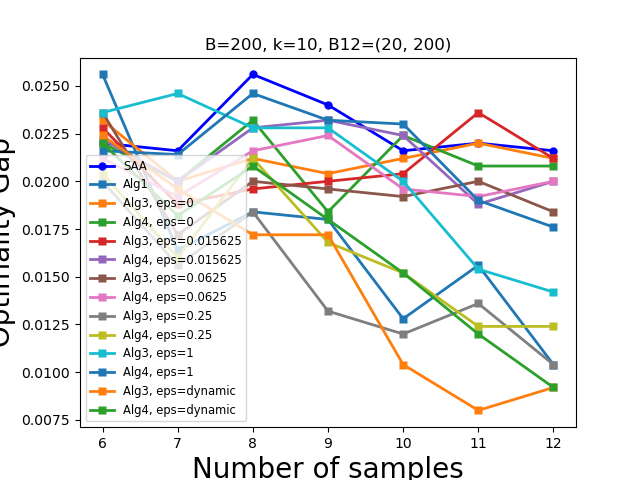 B=200, k=10, B12=(20, 200)
Optimality Gap
0.0250
0.0225
0.0200
0.0175
0.0150
0.0125
0.0100
0.0075
SAA
Alg1
Alg3, eps=0
Alg4, eps=0
Alg3, eps=0.015625
Alg4, eps=0.015625
Alg3, eps=0.0625
Alg4, eps=0.0625
Alg3, eps=0.25
Alg4, eps=0.25
Alg3, eps=1
Alg4, eps=1
Alg3, eps=dynamic
Alg4, eps=dynamic
6 7 8 9 10 11 12
Number of samples